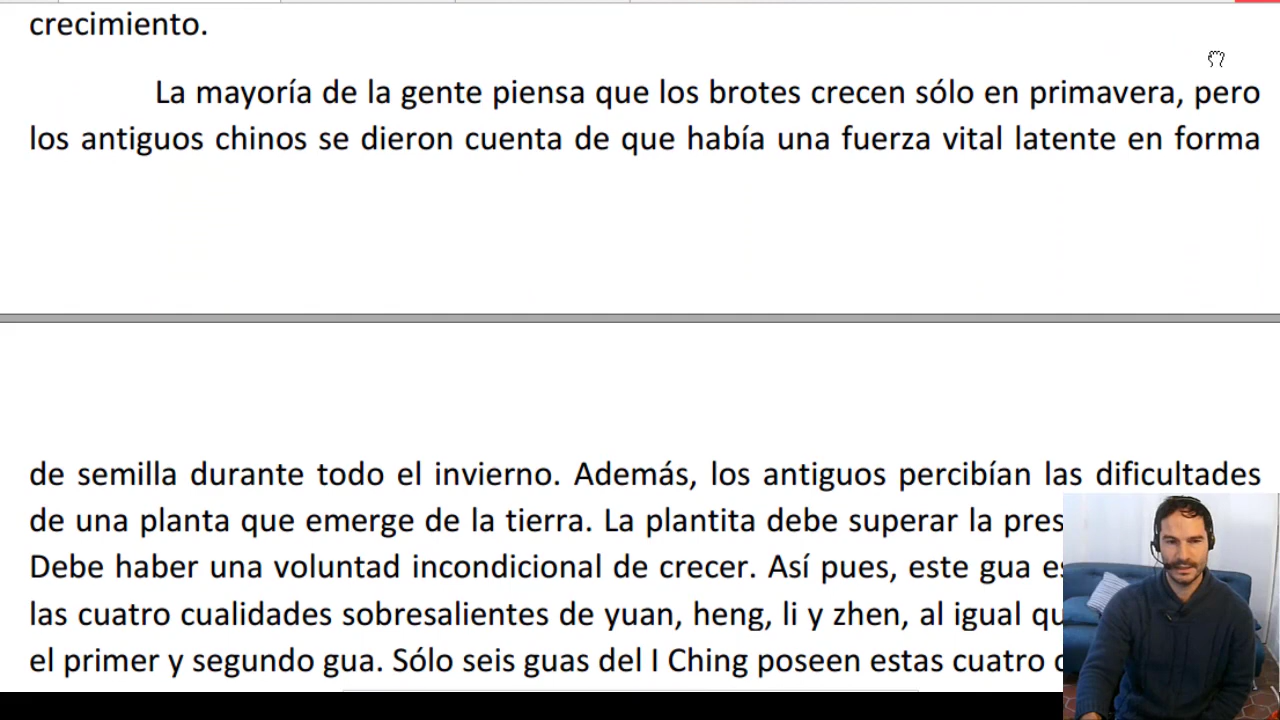 crecimiento.
La mayoría de la gente piensa que los brotes crecen sólo en primavera, pero
los antiguos chinos se dieron cuenta de que había una fuerza vital latente en forma
de semilla durante todo el invierno. Además, los antiguos percibían las dificultades
de una planta que emerge de la tierra. La plantita debe superar la pres
Debe haber una voluntad incondicional de crecer. Así pues, este gua es
las cuatro cualidades sobresalientes de yuan, heng, li y zhen, al igual qu
el primer y segundo gua. Sólo seis guas del I Ching poseen estas cuatro